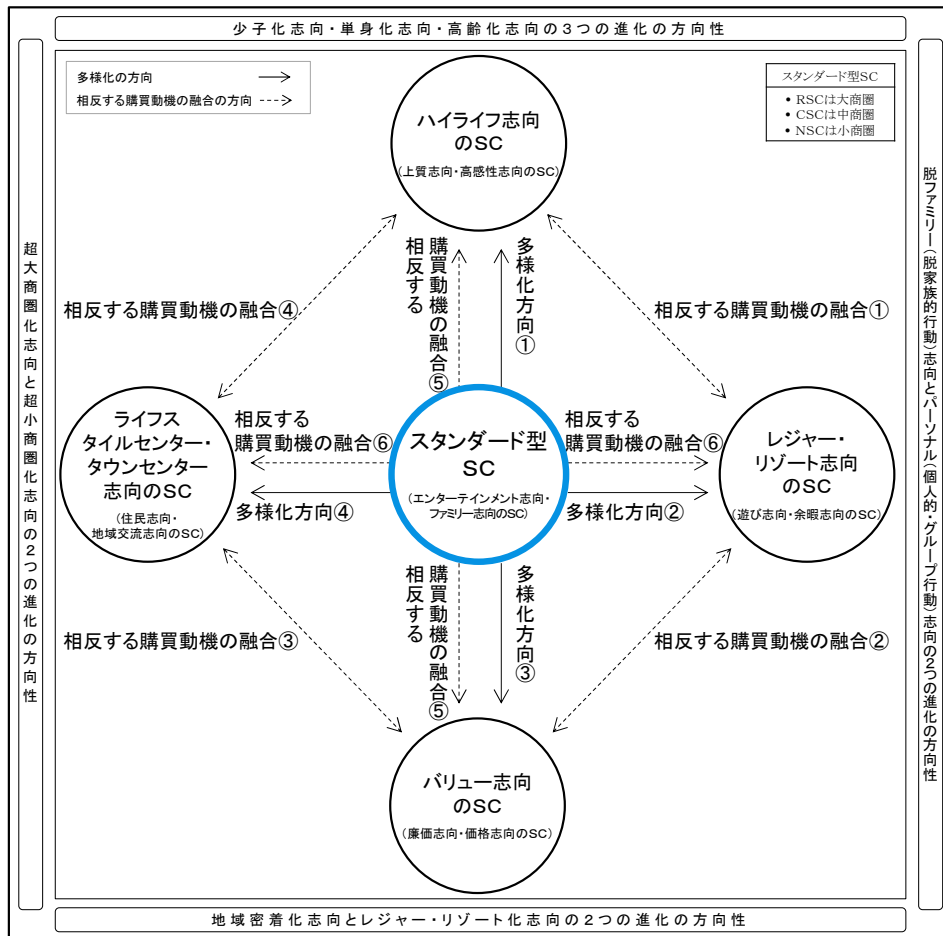 少子化志向・単身化志向・高齢化志向の3つの進化の方向性
多様化の方向
相反する購買動機の融合の方向
スタンダード型SC
• RSCは大商圏
• CSCは中商圏
• NSCは小商圏
ハイライフ志向
のSC
(上質志向・高感性志向のSC)
超大商圏化志向と超小商圏化志向の2つの進化の方向性
脱ファミリー(脱家族的行動)志向とパーソナル(個人的・グループ行動)志向の2つの進化の方向性
相反する購買動機の融合④
相反する
購買動機の融合⑤
多様化方向①
相反する購買動機の融合①
ライフス
タイルセンター・
タウンセンター
志向のSC
(住民志向・
地域交流志向のSC)
相反する
購買動機の融合⑥
多様化方向④
スタンダード型
SC
(エンターテインメント志向・
ファミリー志向のSC)
相反する
購買動機の融合⑥
多様化方向②
レジャー・
リゾート志向
のSC
(遊び志向・余暇志向のSC)
相反する購買動機の融合③
相反する
購買動機の融合⑤
多様化方向③
相反する購買動機の融合②
バリュー志向
のSC
(廉価志向・価格志向のSC)
地域密着化志向とレジャー・リゾート化志向の2つの進化の方向性